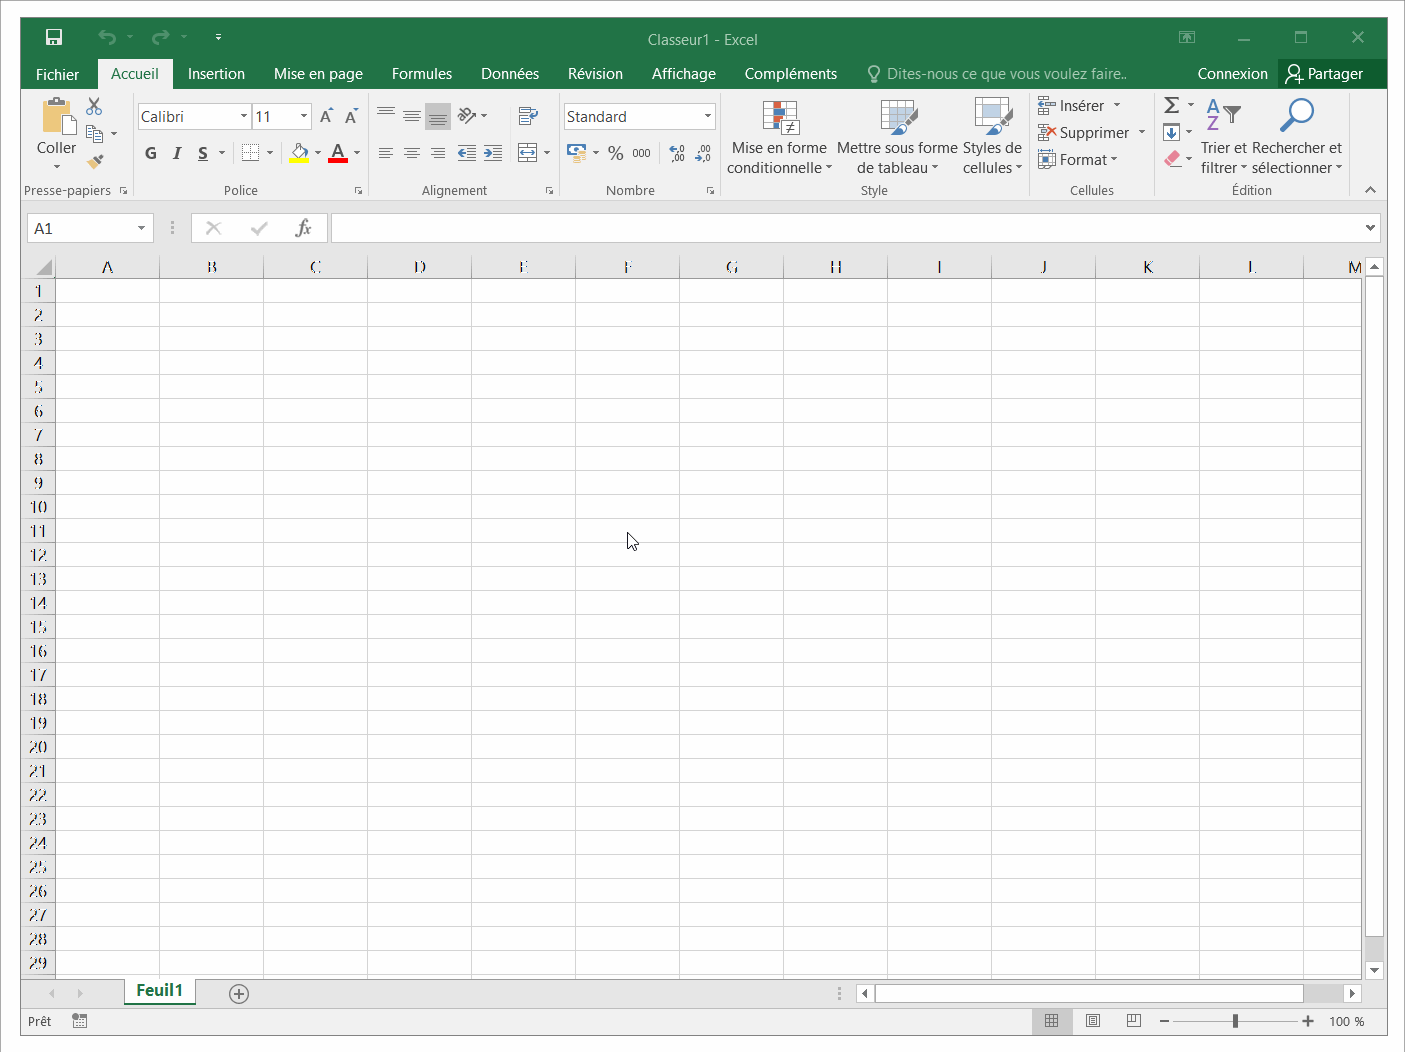 Classeur1 - Excel
Fichier Accueil Insertion Mise en page Formules Données Révision Affichage Compléments Dites-nous ce que vous voulez faire.. Connexion Partager
Coller
Presse-papiers
Calibri 11
G I S A
Police
Alignement
Standard
% 000 ,00
Nombre
Mise en forme conditionnelle
Mettre sous forme de tableau
Styles de cellules
Style
Insérer
Supprimer
Format
Cellules
Σ
A
Z
Trier et filtrer
Rechercher et sélectionner
Édition
A1 fx
A B C D E F G H I J K L M
1
2
3
4
5
6
7
8
9
10
11
12
13
14
15
16
17
18
19
20
21
22
23
24
25
26
27
28
29
Feuil1
Prêt 100 %